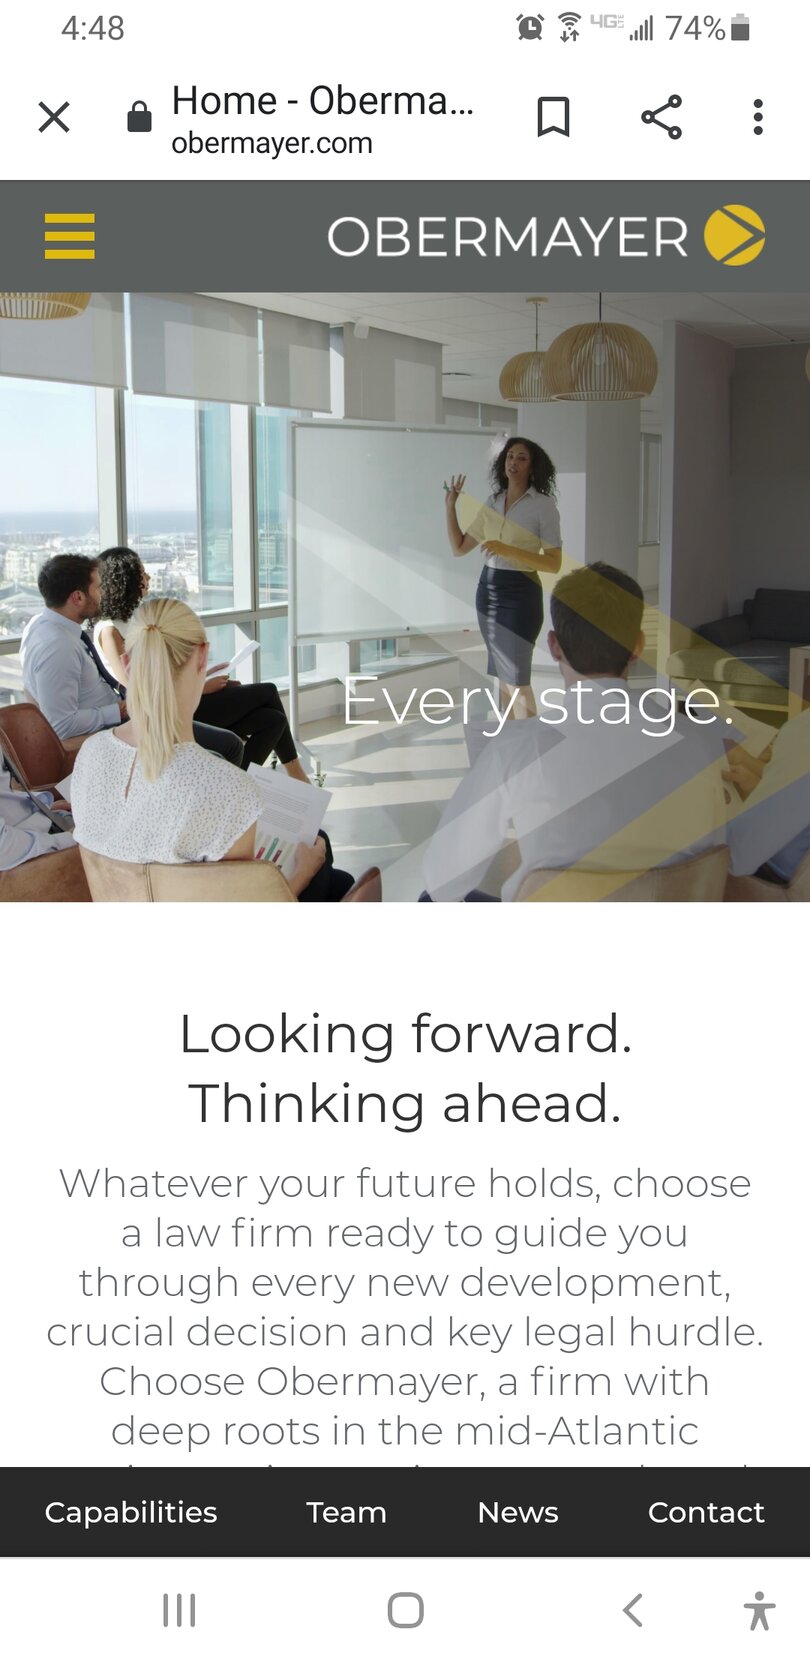 4:48
4G LTE 74%
Home - Oberma...
obermayer.com
OBERMAYER
Every stage.
Looking forward.
Thinking ahead.
Whatever your future holds, choose
a law firm ready to guide you
through every new development,
crucial decision and key legal hurdle.
Choose Obermayer, a firm with
deep roots in the mid-Atlantic
Capabilities Team News Contact